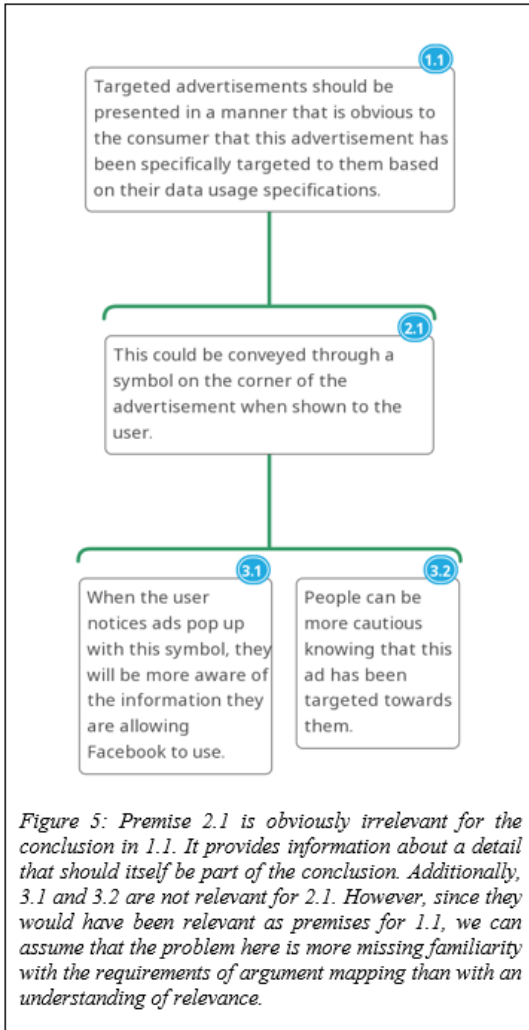 1.1
Targeted advertisements should be
presented in a manner that is obvious to
the consumer that this advertisement has
been specifically targeted to them based
on their data usage specifications.
2.1
This could be conveyed through a
symbol on the corner of the
advertisement when shown to the
user.
3.1
When the user
notices ads pop up
with this symbol, they
will be more aware of
the information they
are allowing
Facebook to use.
3.2
People can be
more cautious
knowing that this
ad has been
targeted towards
them.
Figure 5: Premise 2.1 is obviously irrelevant for the
conclusion in 1.1. It provides information about a detail
that should itself be part of the conclusion. Additionally,
3.1 and 3.2 are not relevant for 2.1. However, since they
would have been relevant as premises for 1.1, we can
assume that the problem here is more missing familiarity
with the requirements of argument mapping than with an
understanding of relevance.